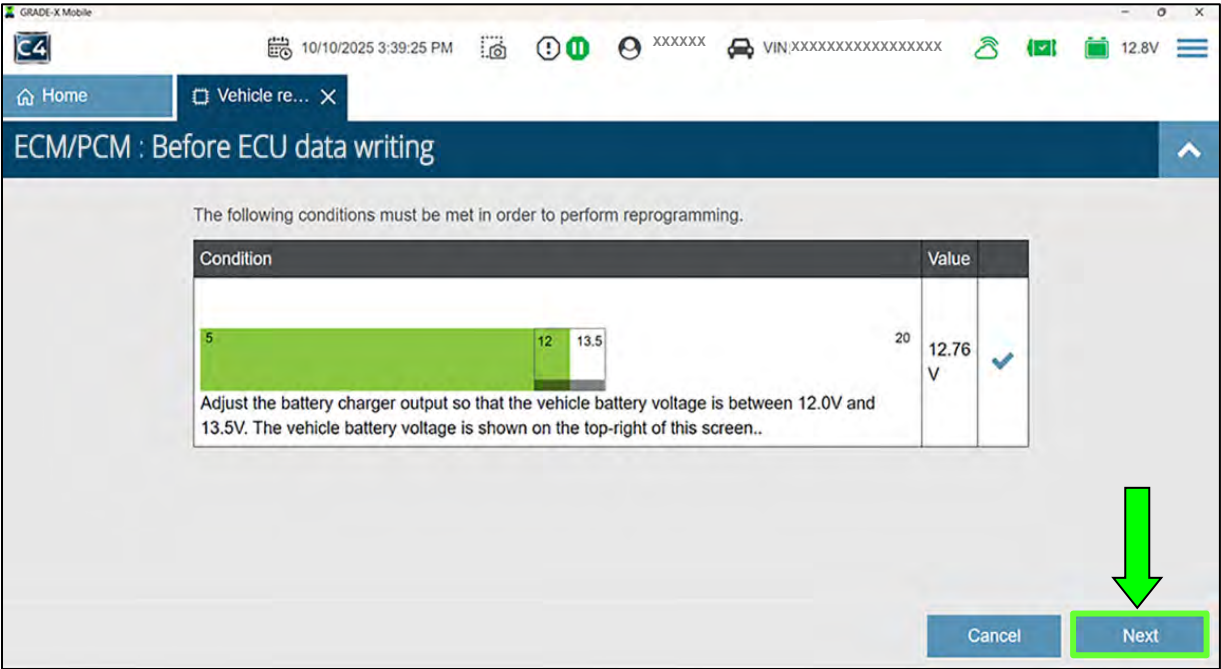 GRADE-X Mobile
C4
10/10/2025 3:39:25 PM
XXXXXX
VIN:XXXXXXXXXXXXXXXXX
12.8V
Home
Vehicle re...
ECM/PCM : Before ECU data writing
The following conditions must be met in order to perform reprogramming.
Condition Value
5 12 13.5 20
12.76
V
Adjust the battery charger output so that the vehicle battery voltage is between 12.0V and
13.5V. The vehicle battery voltage is shown on the top-right of this screen..
Cancel Next